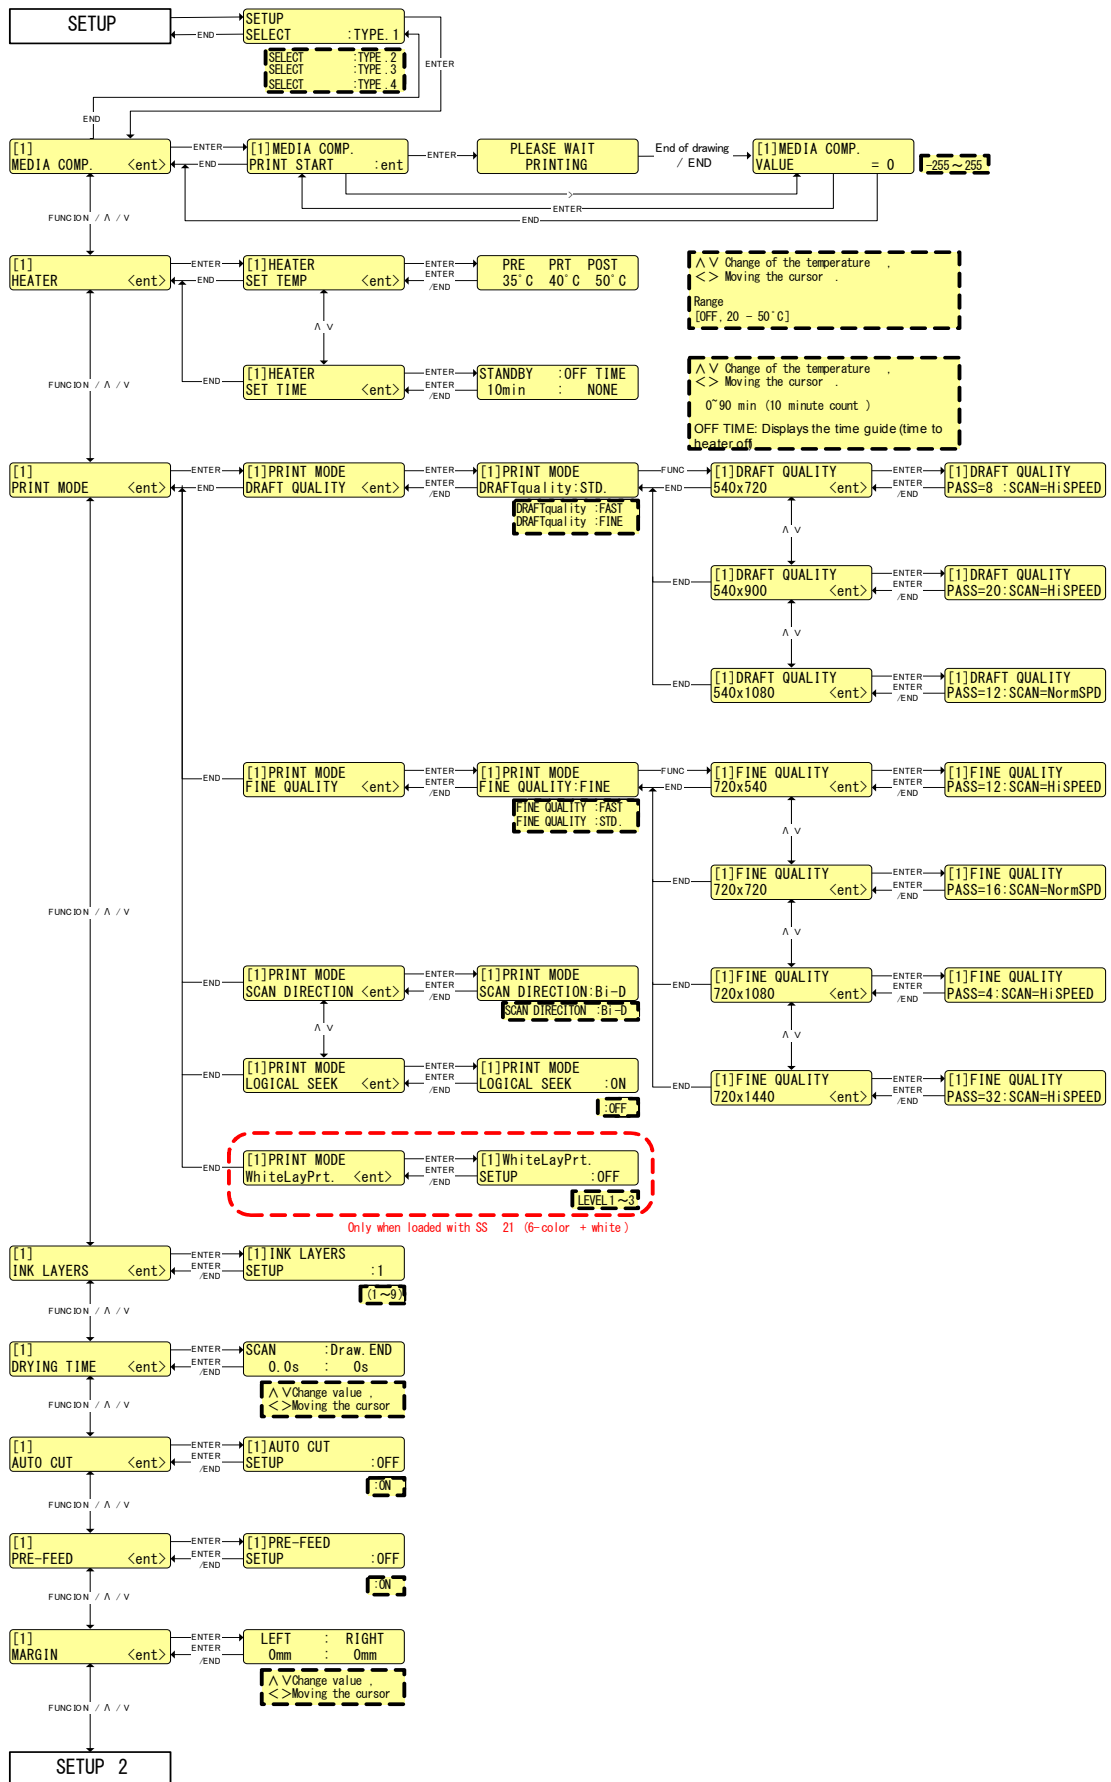 SETUP
END
SETUP
SELECT :TYPE.1
SELECT :TYPE.2
SELECT :TYPE.3
SELECT :TYPE.4
ENTER
END
[1]
MEDIA COMP. <ent>
ENTER
END
[1]MEDIA COMP.
PRINT START :ent
ENTER
PLEASE WAIT
PRINTING
End of drawing
/ END
[1]MEDIA COMP.
VALUE = 0
-255～255
>
ENTER
END
FUNCION / Λ / V
[1]
HEATER <ent>
ENTER
END
[1]HEATER
SET TEMP <ent>
ENTER
ENTER
/END
PRE PRT POST
35°C 40°C 50°C
Λ V Change of the temperature .
< > Moving the cursor .
Range
[OFF, 20 - 50°C]
Λ V
FUNCION / Λ / V
END
[1]HEATER
SET TIME <ent>
ENTER
ENTER
/END
STANDBY :OFF TIME
10min : NONE
Λ V Change of the temperature .
< > Moving the cursor .
0~90 min (10 minute count )
OFF TIME: Displays the time guide (time to
heater off
[1]
PRINT MODE <ent>
ENTER
END
[1]PRINT MODE
DRAFT QUALITY <ent>
ENTER
ENTER
/END
[1]PRINT MODE
DRAFTquality:STD.
DRAFTquality :FAST
DRAFTquality :FINE
FUNC
END
[1]DRAFT QUALITY
540x720 <ent>
ENTER
ENTER
/END
[1]DRAFT QUALITY
PASS=8 :SCAN=HiSPEED
Λ V
END
[1]DRAFT QUALITY
540x900 <ent>
ENTER
ENTER
/END
[1]DRAFT QUALITY
PASS=20:SCAN=HiSPEED
Λ V
END
[1]DRAFT QUALITY
540x1080 <ent>
ENTER
ENTER
/END
[1]DRAFT QUALITY
PASS=12:SCAN=NormSPD
END
[1]PRINT MODE
FINE QUALITY <ent>
ENTER
ENTER
/END
[1]PRINT MODE
FINE QUALITY:FINE
FINE QUALITY :FAST
FINE QUALITY :STD.
FUNC
END
[1]FINE QUALITY
720x540 <ent>
ENTER
ENTER
/END
[1]FINE QUALITY
PASS=12:SCAN=HiSPEED
Λ V
END
[1]FINE QUALITY
720x720 <ent>
ENTER
ENTER
/END
[1]FINE QUALITY
PASS=16:SCAN=NormSPD
FUNCION / Λ / V
Λ V
END
[1]PRINT MODE
SCAN DIRECTION <ent>
ENTER
ENTER
/END
[1]PRINT MODE
SCAN DIRECTION:Bi-D
SCAN DIRECITON :Bi-D
END
[1]FINE QUALITY
720x1080 <ent>
ENTER
ENTER
/END
[1]FINE QUALITY
PASS=4:SCAN=HiSPEED
Λ V
Λ V
END
[1]PRINT MODE
LOGICAL SEEK <ent>
ENTER
ENTER
/END
[1]PRINT MODE
LOGICAL SEEK :ON
:OFF
END
[1]FINE QUALITY
720x1440 <ent>
ENTER
ENTER
/END
[1]FINE QUALITY
PASS=32:SCAN=HiSPEED
END
[1]PRINT MODE
WhiteLayPrt. <ent>
ENTER
ENTER
/END
[1]WhiteLayPrt.
SETUP :OFF
LEVEL1～3
Only when loaded with SS 21 (6-color + white)
[1]
INK LAYERS <ent>
ENTER
ENTER
/END
[1]INK LAYERS
SETUP :1
(1～9)
FUNCION / Λ / V
[1]
DRYING TIME <ent>
ENTER
ENTER
/END
SCAN :Draw.END
0.0s : 0s
Λ VChange value .
< >Moving the cursor
FUNCION / Λ / V
[1]
AUTO CUT <ent>
ENTER
ENTER
/END
[1]AUTO CUT
SETUP :OFF
:ON
FUNCION / Λ / V
[1]
PRE-FEED <ent>
ENTER
ENTER
/END
[1]PRE-FEED
SETUP :OFF
:ON
FUNCION / Λ / V
[1]
MARGIN <ent>
ENTER
ENTER
/END
LEFT : RIGHT
0mm : 0mm
Λ VChange value .
< >Moving the cursor
FUNCION / Λ / V
SETUP 2